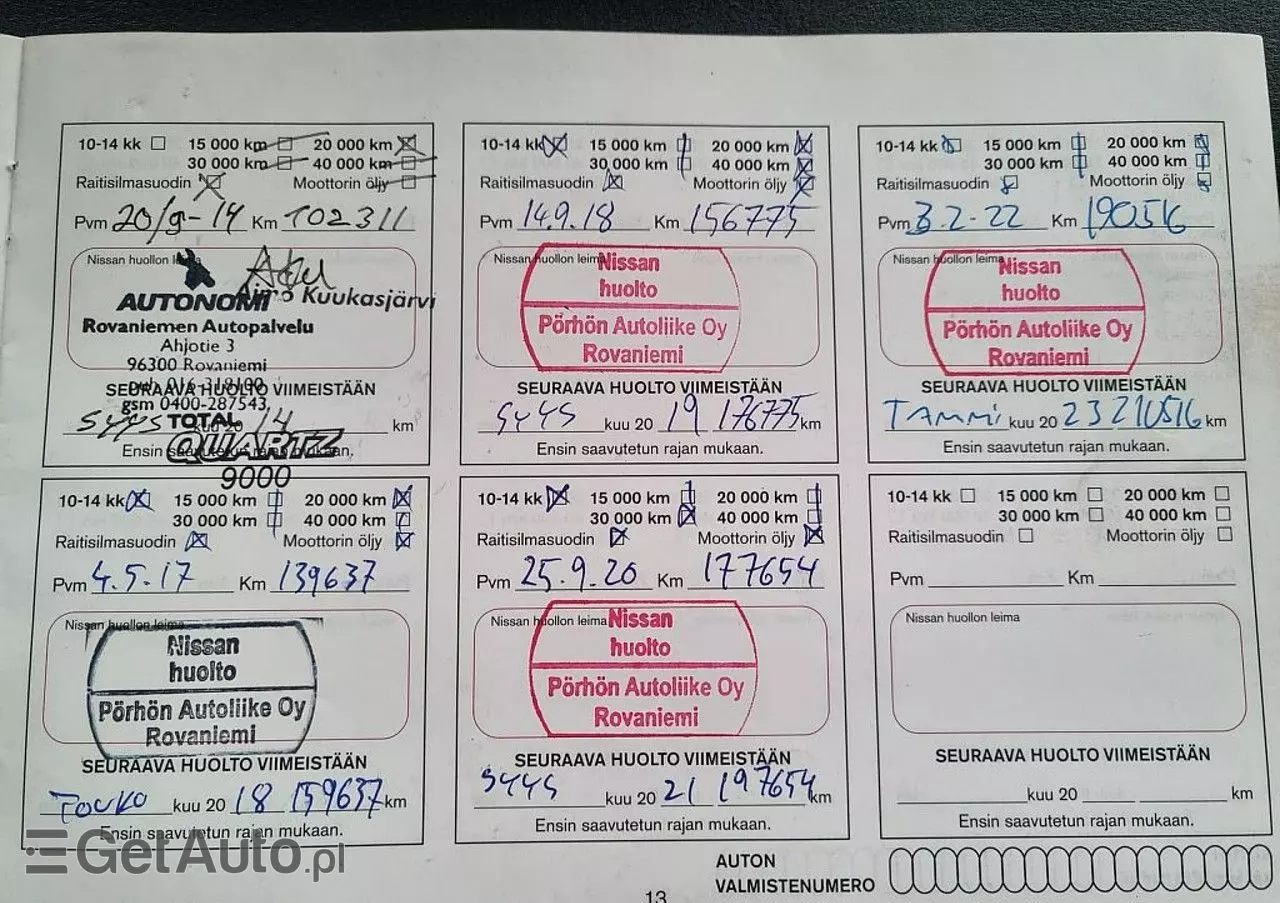 10-14 kk 15 000 km 20 000 km
30 000 km 40 000 km
Raitisilmasuodin Moottorin öljy
Pvm 20/9-14 Km 102311
Nissan huollon leima
AUTONOMI
Kuukasjärvi
Rovaniemen Autopalvelu
Ahjotie 3
96300 Rovaniemi
SEURAAVA HUOLTO VIIMEISTÄÄN
gsm 0400-287543
SYYS kuu 20 14 km
TOTAL
Ensin saavutetun rajan mukaan.
QUARTZ
9000
10-14 kk 15 000 km 20 000 km
30 000 km 40 000 km
Raitisilmasuodin Moottorin öljy
Pvm 4.5.17 Km 139637
Nissan huollon leima
Nissan
huolto
Pörhön Autoliike Oy
Rovaniemi
SEURAAVA HUOLTO VIIMEISTÄÄN
TOUKO kuu 20 18 159637 km
Ensin saavutetun rajan mukaan.
10-14 kk 15 000 km 20 000 km
30 000 km 40 000 km
Raitisilmasuodin Moottorin öljy
Pvm 14.9.18 Km 156775
Nissan huollon leima
Nissan
huolto
Pörhön Autoliike Oy
Rovaniemi
SEURAAVA HUOLTO VIIMEISTÄÄN
SYYS kuu 20 19 176775 km
Ensin saavutetun rajan mukaan.
10-14 kk 15 000 km 20 000 km
30 000 km 40 000 km
Raitisilmasuodin Moottorin öljy
Pvm 25.9.20 Km 177654
Nissan huollon leima
Nissan
huolto
Pörhön Autoliike Oy
Rovaniemi
SEURAAVA HUOLTO VIIMEISTÄÄN
SYYS kuu 20 21 197654 km
Ensin saavutetun rajan mukaan.
10-14 kk 15 000 km 20 000 km
30 000 km 40 000 km
Raitisilmasuodin Moottorin öljy
Pvm 3.2-22 Km 190516
Nissan huollon leima
Nissan
huolto
Pörhön Autoliike Oy
Rovaniemi
SEURAAVA HUOLTO VIIMEISTÄÄN
TAMMI kuu 20 23 210516 km
Ensin saavutetun rajan mukaan.
10-14 kk 15 000 km 20 000 km
30 000 km 40 000 km
Raitisilmasuodin Moottorin öljy
Pvm Km
Nissan huollon leima
SEURAAVA HUOLTO VIIMEISTÄÄN
kuu 20 km
Ensin saavutetun rajan mukaan.
AUTON
VALMISTENUMERO
13
GetAuto.pl